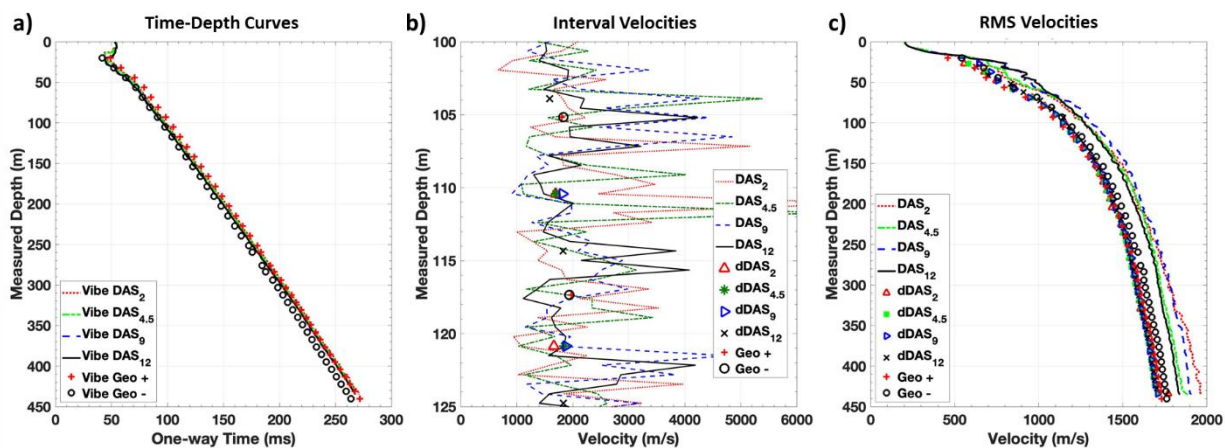 a) Time-Depth Curves
Measured Depth (m)
0
50
100
150
200
250
300
350
400
450
0 50 100 150 200 250 300
One-way Time (ms)
Vibe DAS2
Vibe DAS4.5
Vibe DAS9
Vibe DAS12
Vibe Geo +
Vibe Geo -
b) Interval Velocities
Measured Depth (m)
100
105
110
115
120
125
1000 2000 3000 4000 5000 6000
Velocity (m/s)
DAS2
DAS4.5
DAS9
DAS12
dDAS2
dDAS4.5
dDAS9
dDAS12
Geo +
Geo -
c) RMS Velocities
Measured Depth (m)
0
50
100
150
200
250
300
350
400
450
0 500 1000 1500 2000
Velocity (m/s)
DAS2
DAS4.5
DAS9
DAS12
dDAS2
dDAS4.5
dDAS9
dDAS12
Geo +
Geo -